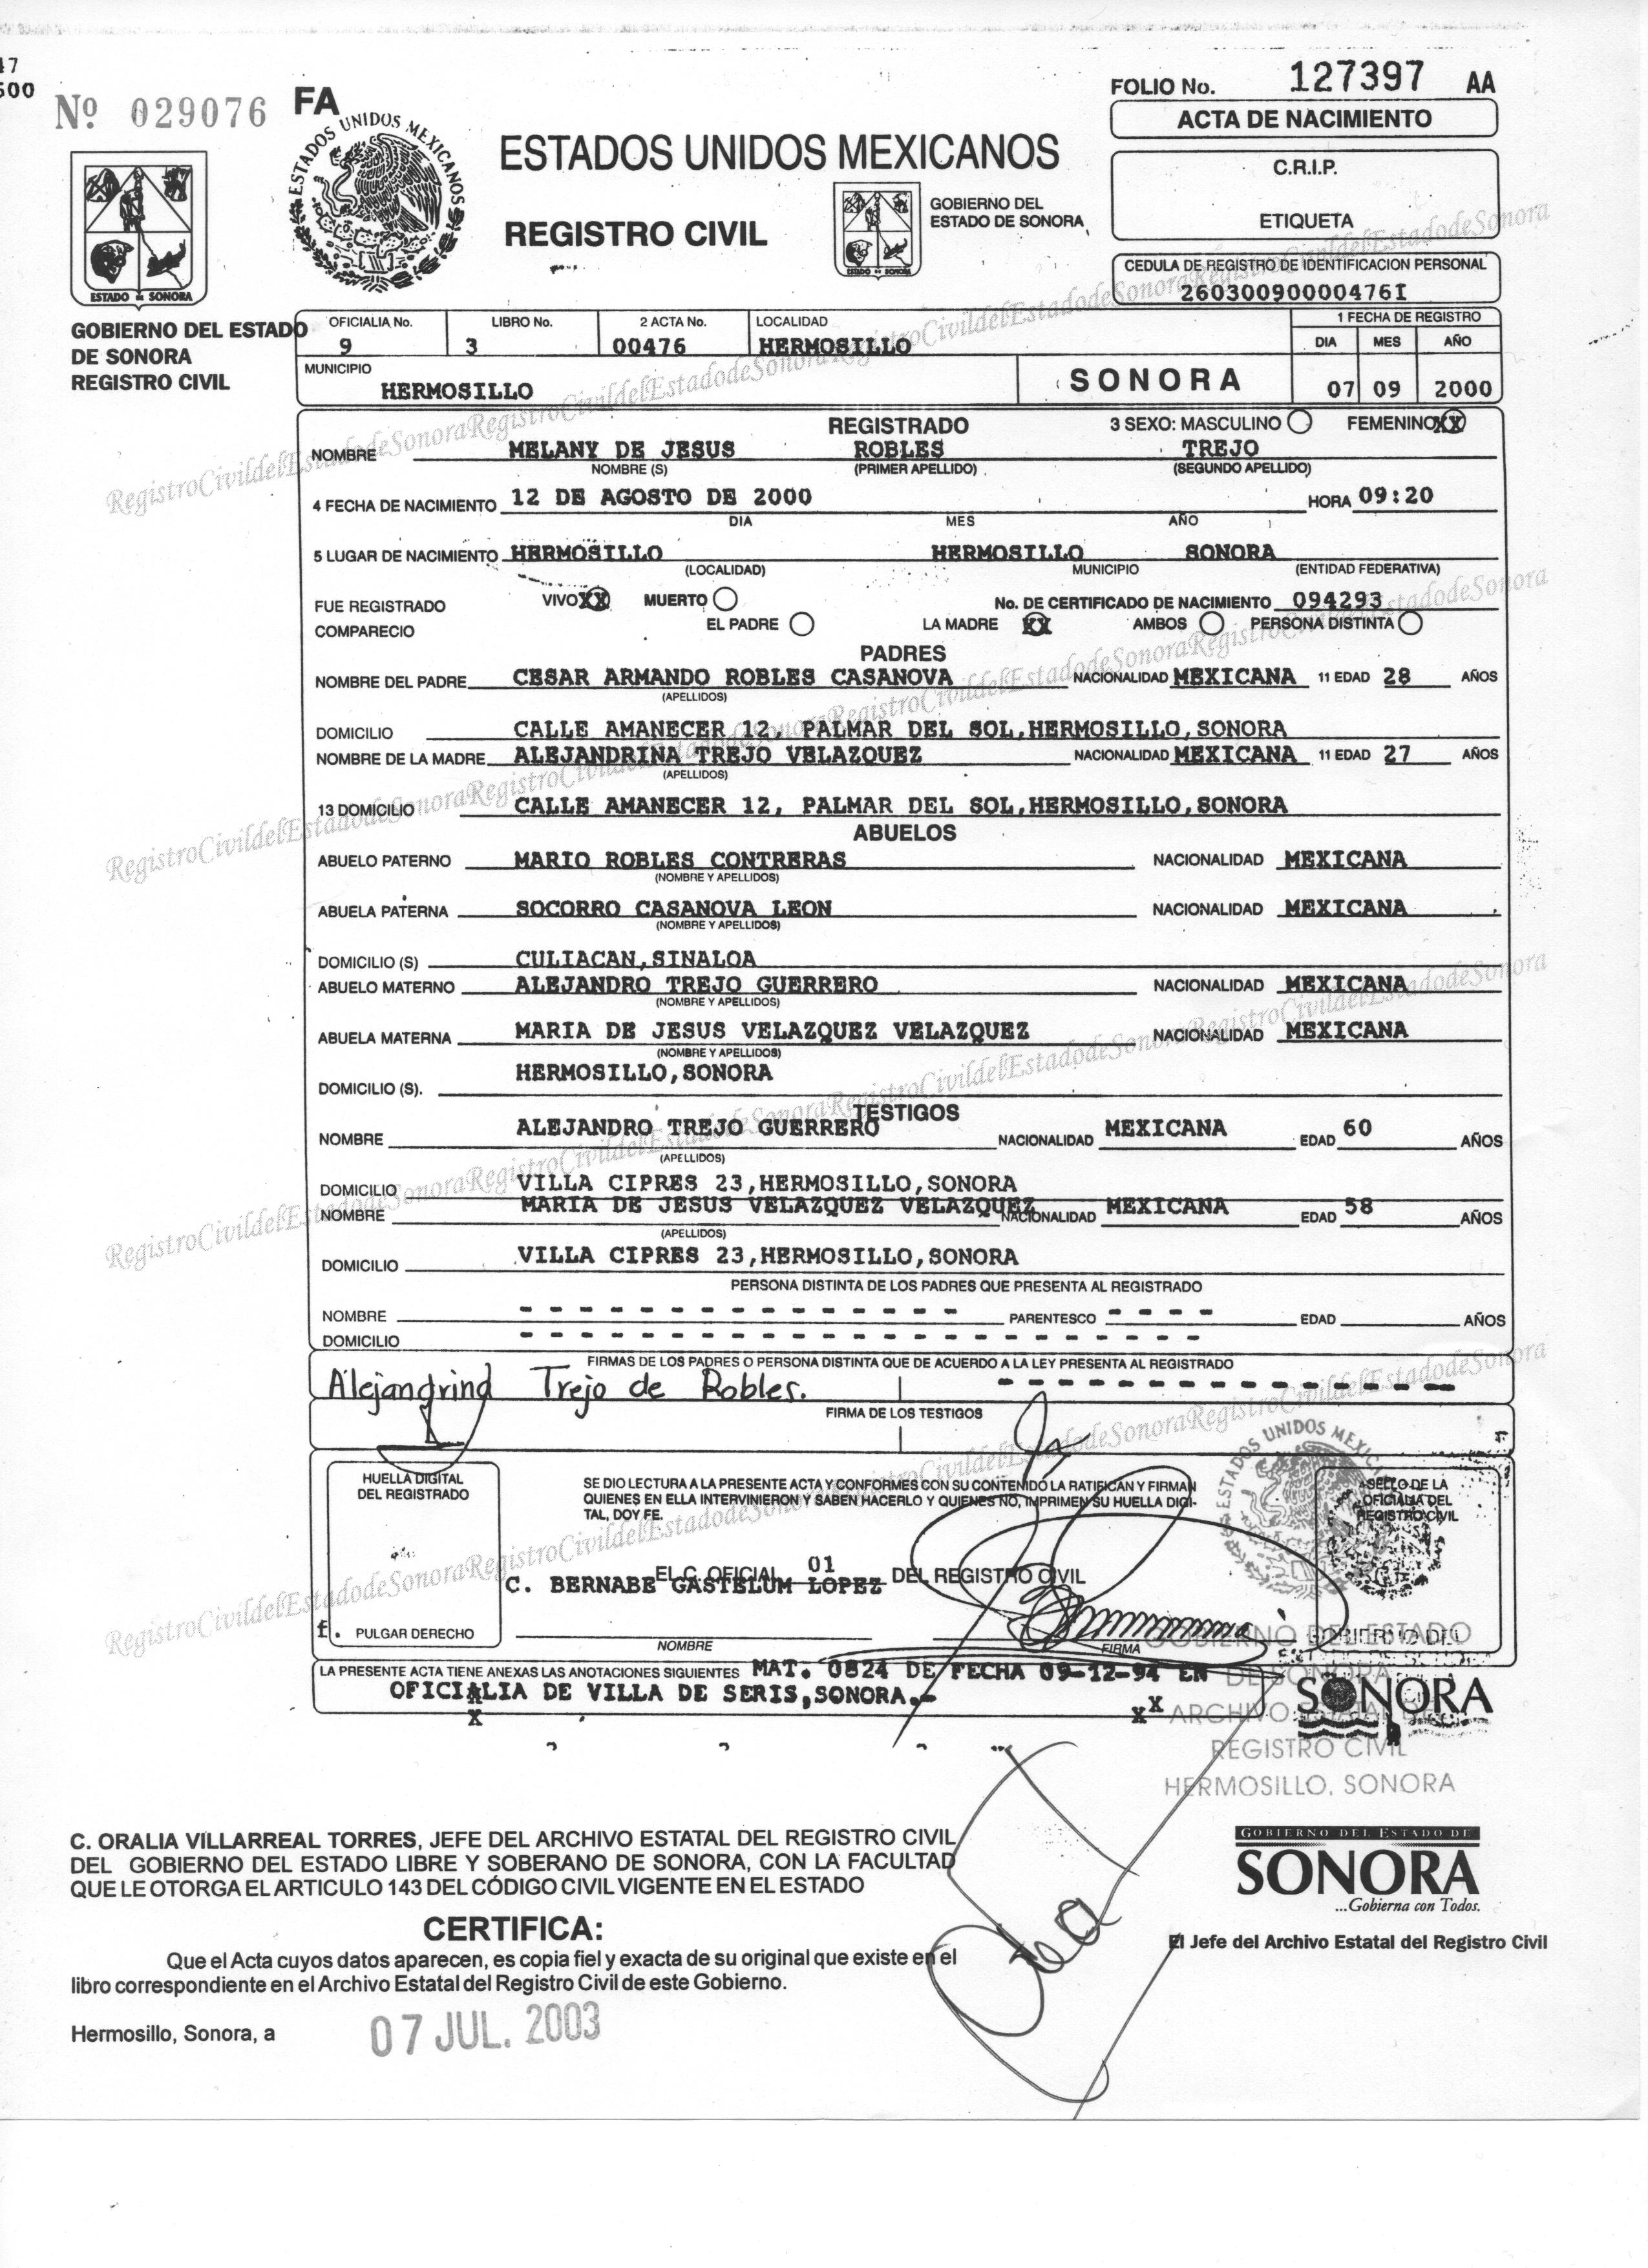 17
500
Nº 029076
FA
FOLIO No. 127397 AA
ACTA DE NACIMIENTO
ESTADOS UNIDOS MEXICANOS
ESTADOS UNIDOS MEXICANOS
REGISTRO CIVIL
GOBIERNO DEL
ESTADO DE SONORA
C.R.I.P.
ETIQUETA
ESTADO DE SONORA
ESTADO DE SONORA
CEDULA DE REGISTRO DE IDENTIFICACION PERSONAL
26030090000476I
GOBIERNO DEL ESTADO
DE SONORA
REGISTRO CIVIL
OFICIALIA No. LIBRO No. 2 ACTA No. LOCALIDAD 1 FECHA DE REGISTRO
9 3 00476 HERMOSILLO DIA MES AÑO
MUNICIPIO
HERMOSILLO SONORA 07 09 2000
REGISTRADO 3 SEXO: MASCULINO FEMENINO XX
NOMBRE MELANY DE JESUS ROBLES TREJO
NOMBRE (S) (PRIMER APELLIDO) (SEGUNDO APELLIDO)
4 FECHA DE NACIMIENTO 12 DE AGOSTO DE 2000 HORA 09:20
DIA MES AÑO
5 LUGAR DE NACIMIENTO HERMOSILLO HERMOSILLO SONORA
(LOCALIDAD) MUNICIPIO (ENTIDAD FEDERATIVA)
FUE REGISTRADO VIVO XX MUERTO No. DE CERTIFICADO DE NACIMIENTO 094293
COMPARECIO EL PADRE LA MADRE XX AMBOS PERSONA DISTINTA
PADRES
NOMBRE DEL PADRE CESAR ARMANDO ROBLES CASANOVA NACIONALIDAD MEXICANA 11 EDAD 28 AÑOS
(APELLIDOS)
DOMICILIO CALLE AMANECER 12, PALMAR DEL SOL,HERMOSILLO,SONORA
NOMBRE DE LA MADRE ALEJANDRINA TREJO VELAZQUEZ NACIONALIDAD MEXICANA 11 EDAD 27 AÑOS
(APELLIDOS)
13 DOMICILIO CALLE AMANECER 12, PALMAR DEL SOL,HERMOSILLO,SONORA
ABUELOS
ABUELO PATERNO MARIO ROBLES CONTRERAS NACIONALIDAD MEXICANA
(NOMBRE Y APELLIDOS)
ABUELA PATERNA SOCORRO CASANOVA LEON NACIONALIDAD MEXICANA
(NOMBRE Y APELLIDOS)
DOMICILIO (S) CULIACAN,SINALOA
ABUELO MATERNO ALEJANDRO TREJO GUERRERO NACIONALIDAD MEXICANA
(NOMBRE Y APELLIDOS)
ABUELA MATERNA MARIA DE JESUS VELAZQUEZ VELAZQUEZ NACIONALIDAD MEXICANA
(NOMBRE Y APELLIDOS)
DOMICILIO (S). HERMOSILLO,SONORA
TESTIGOS
NOMBRE ALEJANDRO TREJO GUERRERO NACIONALIDAD MEXICANA EDAD 60 AÑOS
(APELLIDOS)
DOMICILIO VILLA CIPRES 23,HERMOSILLO,SONORA
NOMBRE MARIA DE JESUS VELAZQUEZ VELAZQUEZ NACIONALIDAD MEXICANA EDAD 58 AÑOS
(APELLIDOS)
DOMICILIO VILLA CIPRES 23,HERMOSILLO,SONORA
PERSONA DISTINTA DE LOS PADRES QUE PRESENTA AL REGISTRADO
NOMBRE - - - - - - - - - - - - - - - - - PARENTESCO - - - - EDAD AÑOS
DOMICILIO - - - - - - - - - - - - - - - - - - - - - - - - - -
FIRMAS DE LOS PADRES O PERSONA DISTINTA QUE DE ACUERDO A LA LEY PRESENTA AL REGISTRADO
Alejandrina Trejo de Robles. - - - - - - - - - - - - - - - -
FIRMA DE LOS TESTIGOS
HUELLA DIGITAL
DEL REGISTRADO
SE DIO LECTURA A LA PRESENTE ACTA Y CONFORMES CON SU CONTENIDO LA RATIFICAN Y FIRMAN
QUIENES EN ELLA INTERVINIERON Y SABEN HACERLO Y QUIENES NO, IMPRIMEN SU HUELLA DIGI-
TAL, DOY FE.
SELLO DE LA
OFICIALIA DEL
REGISTRO CIVIL
EL C. OFICIAL 01 DEL REGISTRO CIVIL
C. BERNABE GASTELUM LOPEZ
f. PULGAR DERECHO
NOMBRE FIRMA
LA PRESENTE ACTA TIENE ANEXAS LAS ANOTACIONES SIGUIENTES MAT. 0824 DE FECHA 09-12-94 EN
OFICIALIA DE VILLA DE SERIS,SONORA.-
X X X
ESTADOS UNIDOS MEXICANOS
GOBIERNO DEL ESTADO
DE SONORA
ARCHIVO ESTATAL DEL
REGISTRO CIVIL
HERMOSILLO, SONORA
GOBIERNO DEL
SONORA
C. ORALIA VILLARREAL TORRES, JEFE DEL ARCHIVO ESTATAL DEL REGISTRO CIVIL
DEL GOBIERNO DEL ESTADO LIBRE Y SOBERANO DE SONORA, CON LA FACULTAD
QUE LE OTORGA EL ARTICULO 143 DEL CÓDIGO CIVIL VIGENTE EN EL ESTADO
CERTIFICA:
Que el Acta cuyos datos aparecen, es copia fiel y exacta de su original que existe en el
libro correspondiente en el Archivo Estatal del Registro Civil de este Gobierno.
Hermosillo, Sonora, a 07 JUL. 2003
GOBIERNO DEL ESTADO DE
SONORA
...Gobierna con Todos.
El Jefe del Archivo Estatal del Registro Civil
RegistroCivildelEstadodeSonoraRegistroCivildelEstadodeSonoraRegistroCivildelEstadodeSonoraRegistroCivildelEstadodeSonora